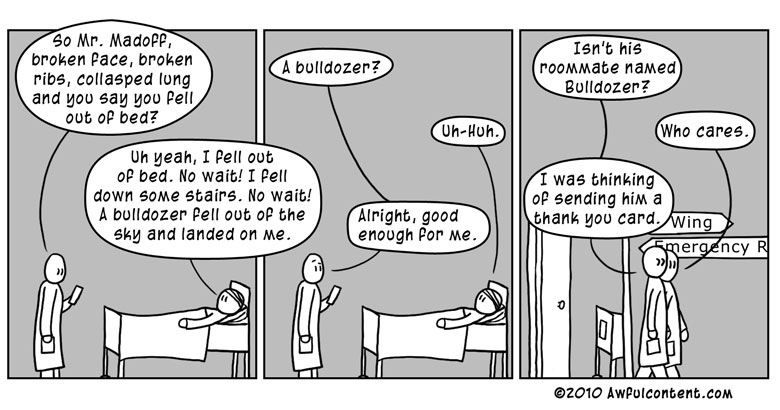 So Mr. Madoff,
broken face, broken
ribs, collasped lung
and you say you fell
out of bed?
Uh yeah, I fell out
of bed. No wait! I fell
down some stairs. No wait!
A bulldozer fell out of the
sky and landed on me.
A bulldozer?
Uh-Huh.
Alright, good
enough for me.
Isn't his
roommate named
Bulldozer?
Who cares.
I was thinking
of sending him a
thank you card.
Wing
Emergency R
©2010 Awfulcontent.com